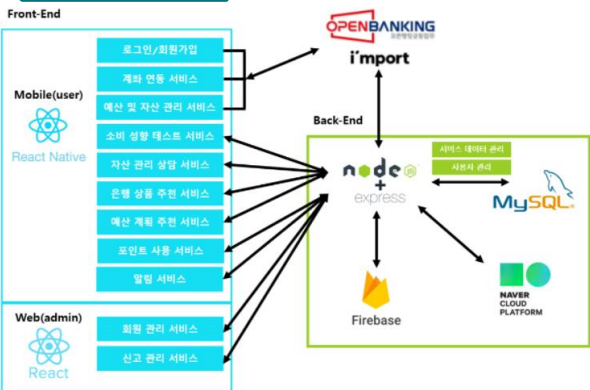 Front-End
Mobile(user)
React Native
로그인/회원가입
계좌 연동 서비스
예산 및 자산 관리 서비스
소비 성향 테스트 서비스
자산 관리 상담 서비스
은행 상품 추천 서비스
예산 계획 추천 서비스
포인트 사용 서비스
알림 서비스
Web(admin)
React
회원 관리 서비스
신고 관리 서비스
OPENBANKING
i'mport
Back-End
node
JS
+
express
서비스 데이터 관리
사용자 관리
MySQL
Firebase
NAVER
CLOUD
PLATFORM